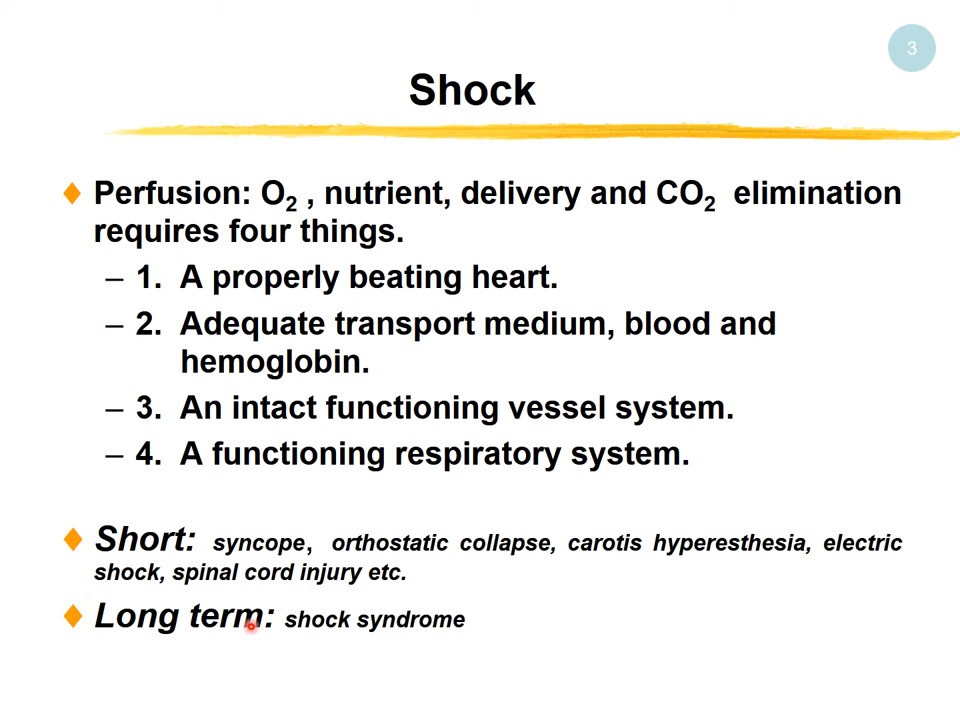 3
Shock
Perfusion: O₂ , nutrient, delivery and CO₂ elimination
requires four things.
– 1. A properly beating heart.
– 2. Adequate transport medium, blood and
hemoglobin.
– 3. An intact functioning vessel system.
– 4. A functioning respiratory system.
Short: syncope, orthostatic collapse, carotis hyperesthesia, electric
shock, spinal cord injury etc.
Long term: shock syndrome